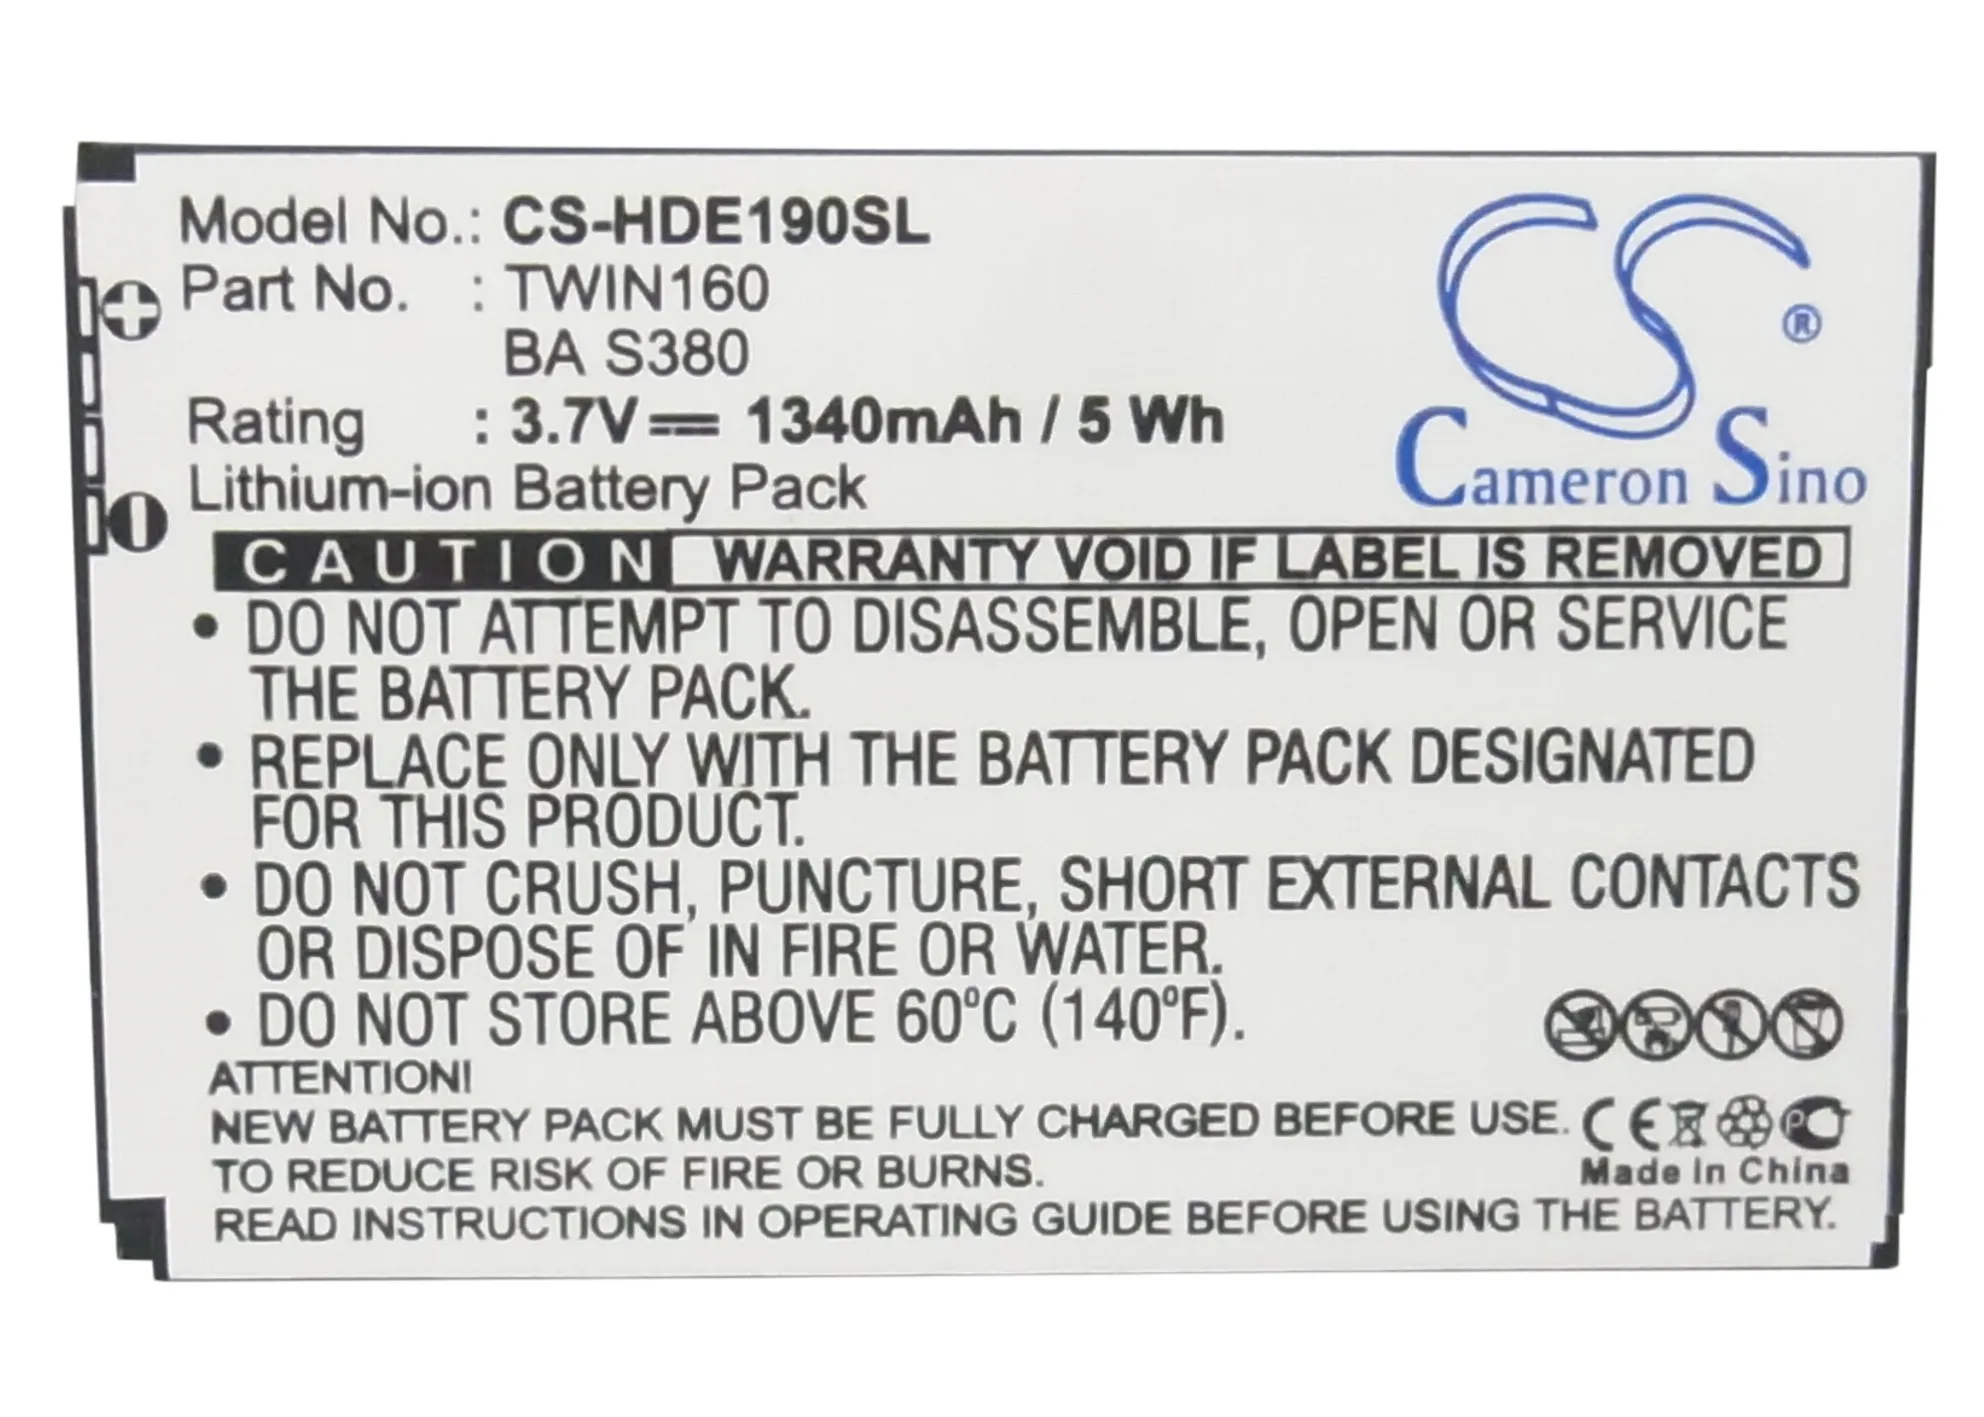 Model No.: CS-HDE190SL
Part No. : TWIN160
BA S380
Rating : 3.7V⎓ 1340mAh / 5 Wh
Lithium-ion Battery Pack
®
Cameron Sino
CAUTION WARRANTY VOID IF LABEL IS REMOVED
• DO NOT ATTEMPT TO DISASSEMBLE, OPEN OR SERVICE
THE BATTERY PACK.
• REPLACE ONLY WITH THE BATTERY PACK DESIGNATED
FOR THIS PRODUCT.
• DO NOT CRUSH, PUNCTURE, SHORT EXTERNAL CONTACTS
OR DISPOSE OF IN FIRE OR WATER.
• DO NOT STORE ABOVE 60ºC (140ºF).
ATTENTION!
NEW BATTERY PACK MUST BE FULLY CHARGED BEFORE USE. CE
TO REDUCE RISK OF FIRE OR BURNS. Made In China
READ INSTRUCTIONS IN OPERATING GUIDE BEFORE USING THE BATTERY.